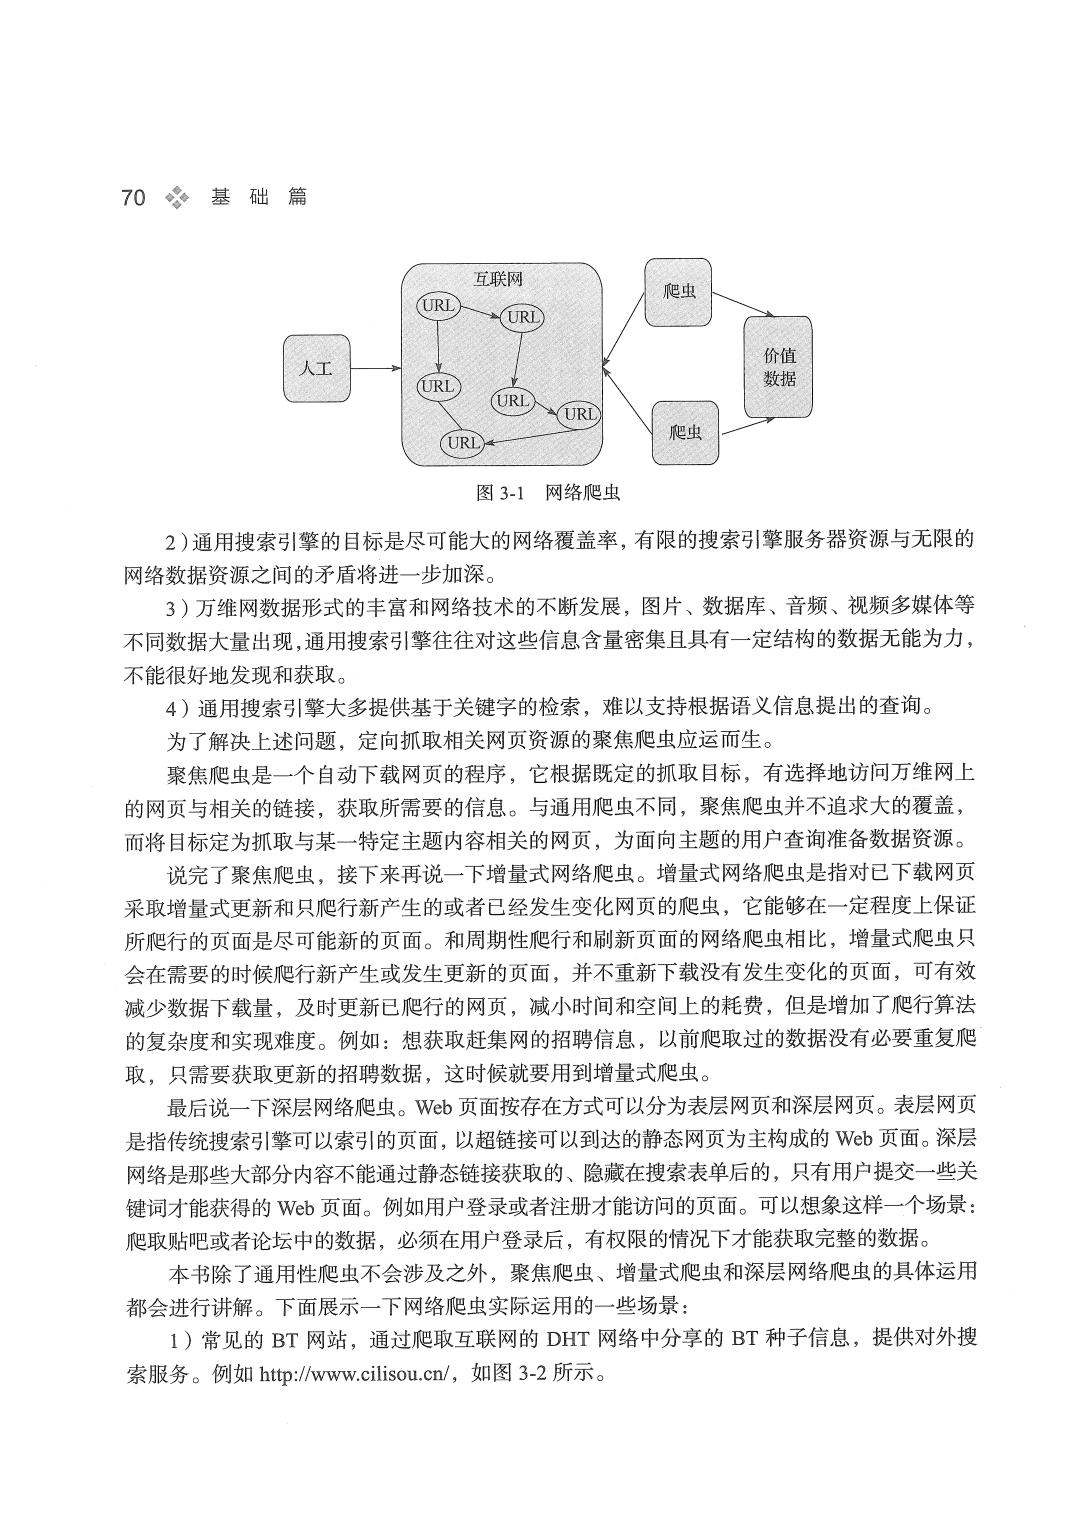 70 基 础 篇
互联网
URL
URL
URL
URL
URL
URL
人工
爬虫
爬虫
价值
数据
图 3-1 网络爬虫
2）通用搜索引擎的目标是尽可能大的网络覆盖率，有限的搜索引擎服务器资源与无限的
网络数据资源之间的矛盾将进一步加深。
3）万维网数据形式的丰富和网络技术的不断发展，图片、数据库、音频、视频多媒体等
不同数据大量出现，通用搜索引擎往往对这些信息含量密集且具有一定结构的数据无能为力，
不能很好地发现和获取。
4）通用搜索引擎大多提供基于关键字的检索，难以支持根据语义信息提出的查询。
为了解决上述问题，定向抓取相关网页资源的聚焦爬虫应运而生。
聚焦爬虫是一个自动下载网页的程序，它根据既定的抓取目标，有选择地访问万维网上
的网页与相关的链接，获取所需要的信息。与通用爬虫不同，聚焦爬虫并不追求大的覆盖，
而将目标定为抓取与某一特定主题内容相关的网页，为面向主题的用户查询准备数据资源。
说完了聚焦爬虫，接下来再说一下增量式网络爬虫。增量式网络爬虫是指对已下载网页
采取增量式更新和只爬行新产生的或者已经发生变化网页的爬虫，它能够在一定程度上保证
所爬行的页面是尽可能新的页面。和周期性爬行和刷新页面的网络爬虫相比，增量式爬虫只
会在需要的时候爬行新产生或发生更新的页面，并不重新下载没有发生变化的页面，可有效
减少数据下载量，及时更新已爬行的网页，减小时间和空间上的耗费，但是增加了爬行算法
的复杂度和实现难度。例如：想获取赶集网的招聘信息，以前爬取过的数据没有必要重复爬
取，只需要获取更新的招聘数据，这时候就要用到增量式爬虫。
最后说一下深层网络爬虫。Web 页面按存在方式可以分为表层网页和深层网页。表层网页
是指传统搜索引擎可以索引的页面，以超链接可以到达的静态网页为主构成的 Web 页面。深层
网络是那些大部分内容不能通过静态链接获取的、隐藏在搜索表单后的，只有用户提交一些关
键词才能获得的 Web 页面。例如用户登录或者注册才能访问的页面。可以想象这样一个场景：
爬取贴吧或者论坛中的数据，必须在用户登录后，有权限的情况下才能获取完整的数据。
本书除了通用性爬虫不会涉及之外，聚焦爬虫、增量式爬虫和深层网络爬虫的具体运用
都会进行讲解。下面展示一下网络爬虫实际运用的一些场景：
1）常见的 BT 网站，通过爬取互联网的 DHT 网络中分享的 BT 种子信息，提供对外搜
索服务。例如 http://www.cilisou.cn/，如图 3-2 所示。